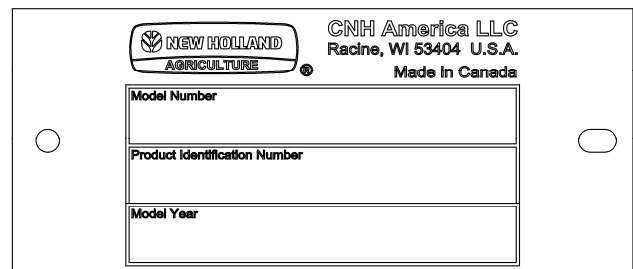 NEW HOLLAND
AGRICULTURE
®
CNH America LLC
Racine, WI 53404 U.S.A.
Made in Canada
Model Number
Product Identification Number
Model Year